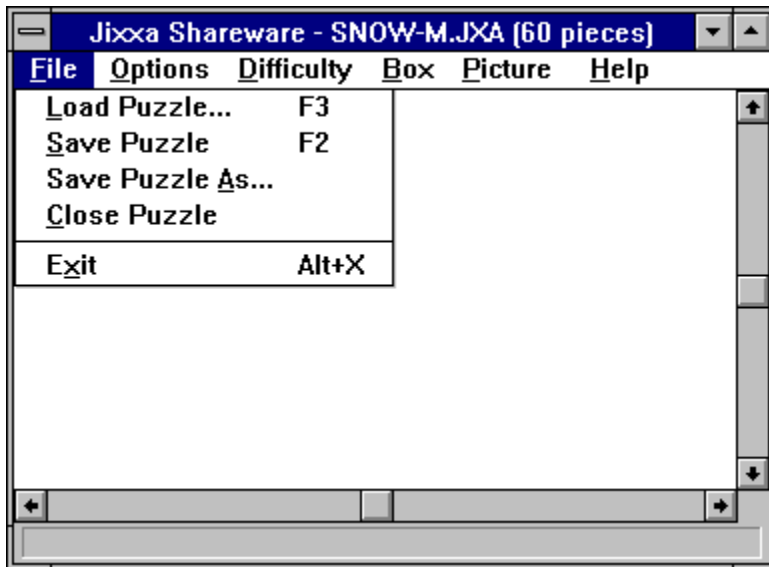 Jixxa Shareware - SNOW-M.JXA (60 pieces)
File Options Difficulty Box Picture Help
Load Puzzle... F3
Save Puzzle F2
Save Puzzle As...
Close Puzzle
Exit Alt+X